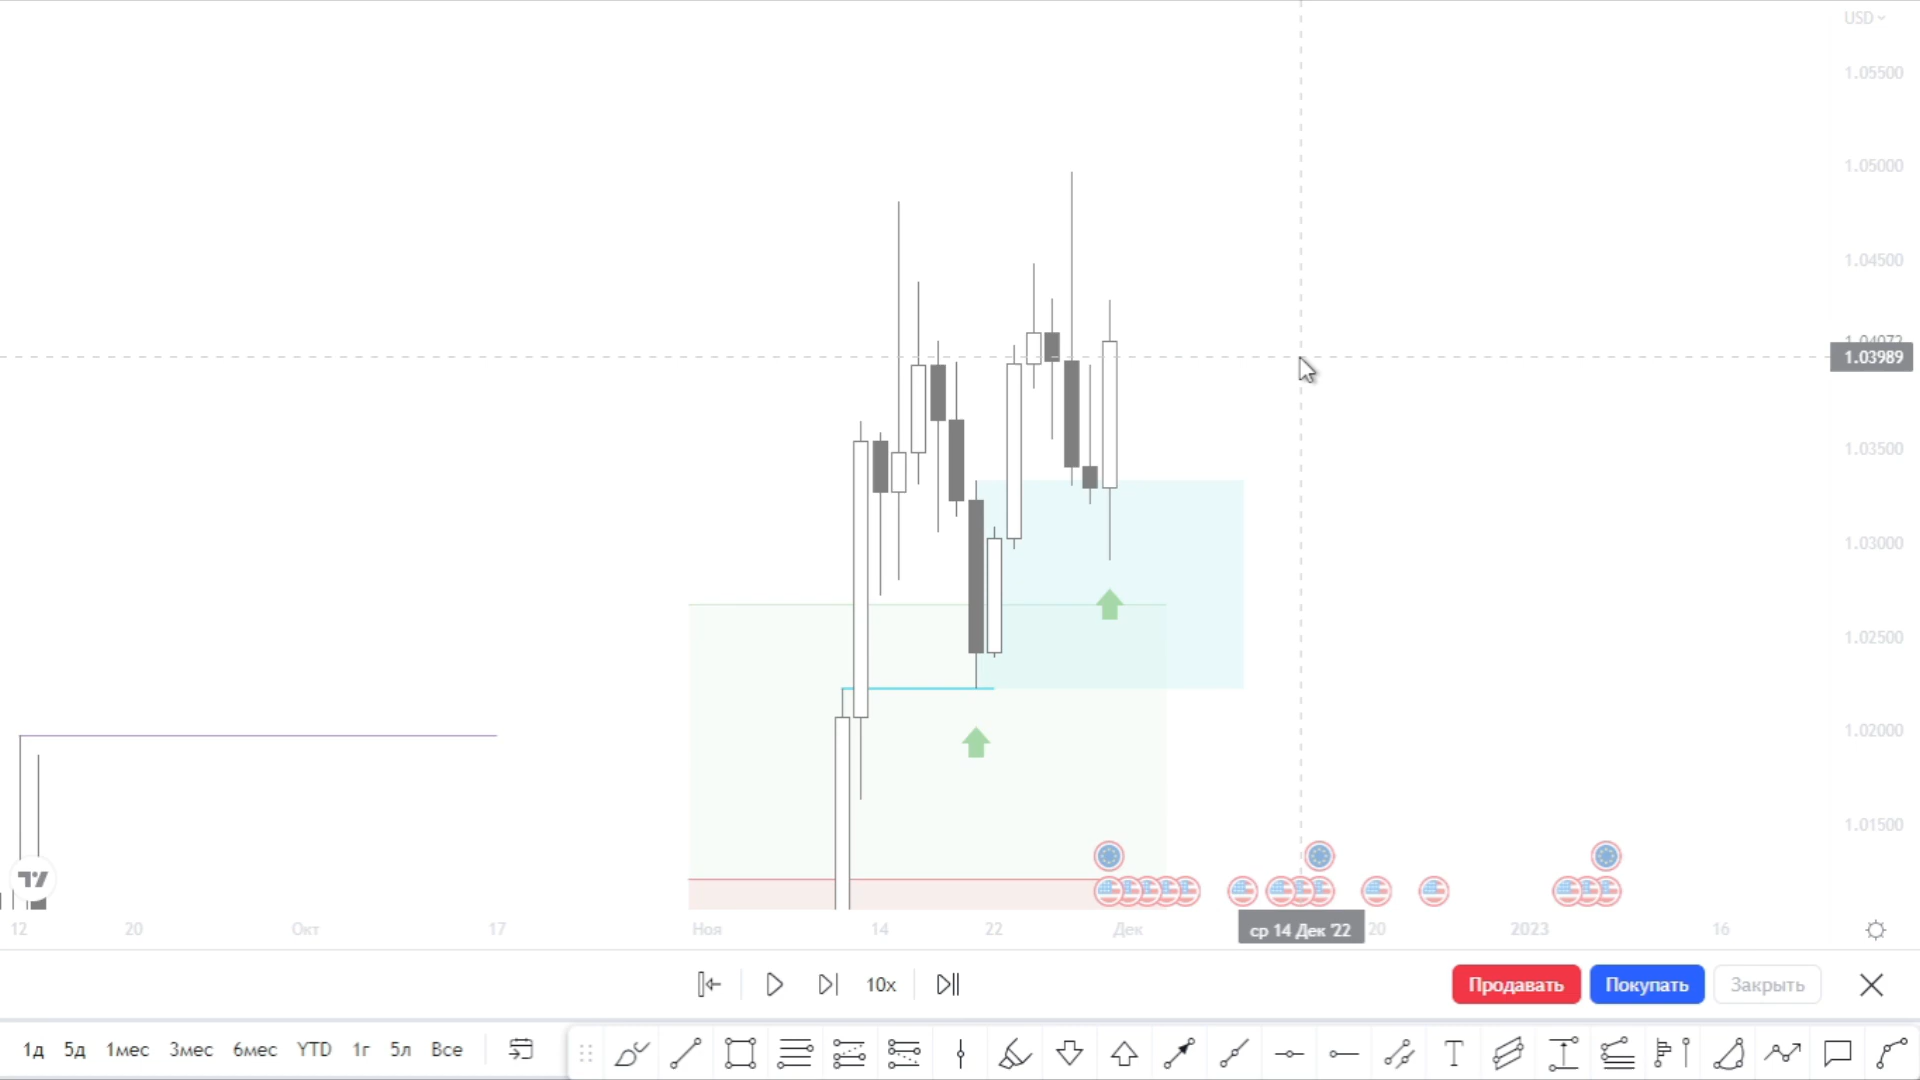 USD
1.05500
1.05000
1.04500
1.03989
1.03500
1.03000
1.02500
1.02000
1.01500
12 20 Окт 17 Ноя 14 22 Дек ср 14 Дек '22 20 2023 16
10x Продавать Покупать Закрыть
1д 5д 1мес 3мес 6мес YTD 1г 5л Все